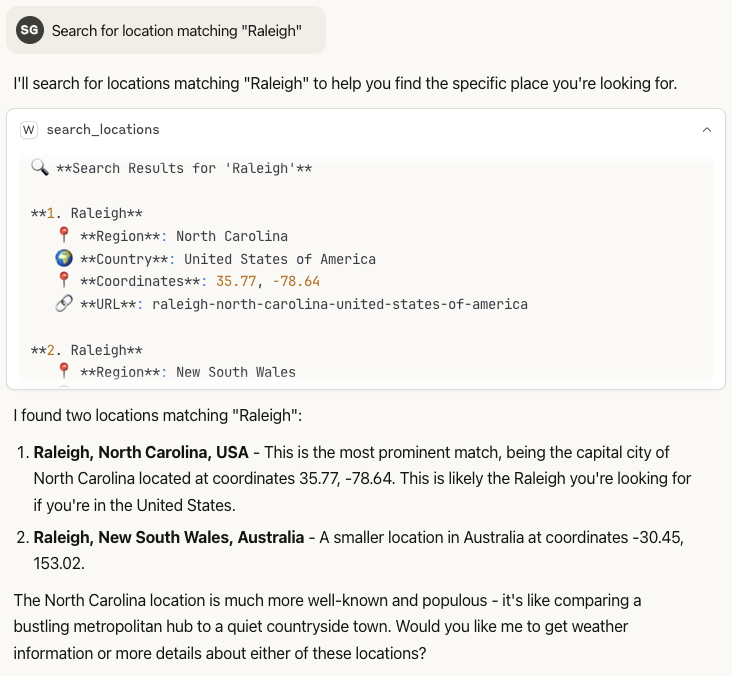 SG Search for location matching "Raleigh"
I'll search for locations matching "Raleigh" to help you find the specific place you're looking for.
W search_locations
**Search Results for 'Raleigh'**
**1. Raleigh**
**Region**: North Carolina
**Country**: United States of America
**Coordinates**: 35.77, -78.64
**URL**: raleigh-north-carolina-united-states-of-america
**2. Raleigh**
**Region**: New South Wales
I found two locations matching "Raleigh":
1. Raleigh, North Carolina, USA - This is the most prominent match, being the capital city of
North Carolina located at coordinates 35.77, -78.64. This is likely the Raleigh you're looking for
if you're in the United States.
2. Raleigh, New South Wales, Australia - A smaller location in Australia at coordinates -30.45,
153.02.
The North Carolina location is much more well-known and populous - it's like comparing a
bustling metropolitan hub to a quiet countryside town. Would you like me to get weather
information or more details about either of these locations?